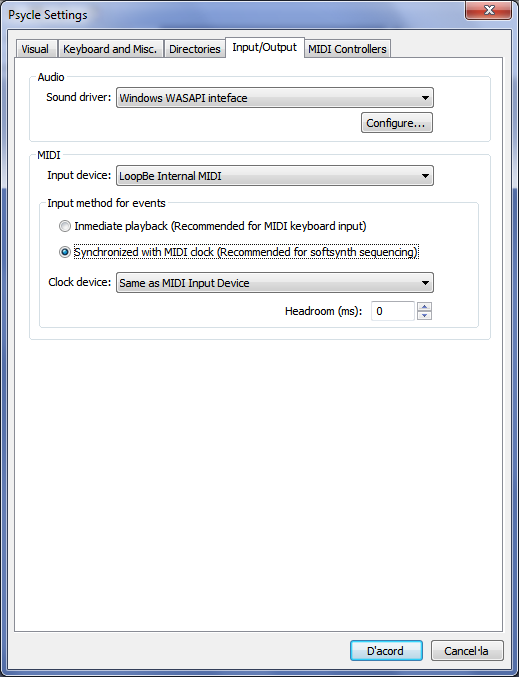 Psycle Settings
Visual Keyboard and Misc. Directories Input/Output MIDI Controllers
Audio
Sound driver: Windows WASAPI inteface
Configure...
MIDI
Input device: LoopBe Internal MIDI
Input method for events
Inmediate playback (Recommended for MIDI keyboard input)
Synchronized with MIDI clock (Recommended for softsynth sequencing)
Clock device: Same as MIDI Input Device
Headroom (ms): 0
D'acord Cancel·la